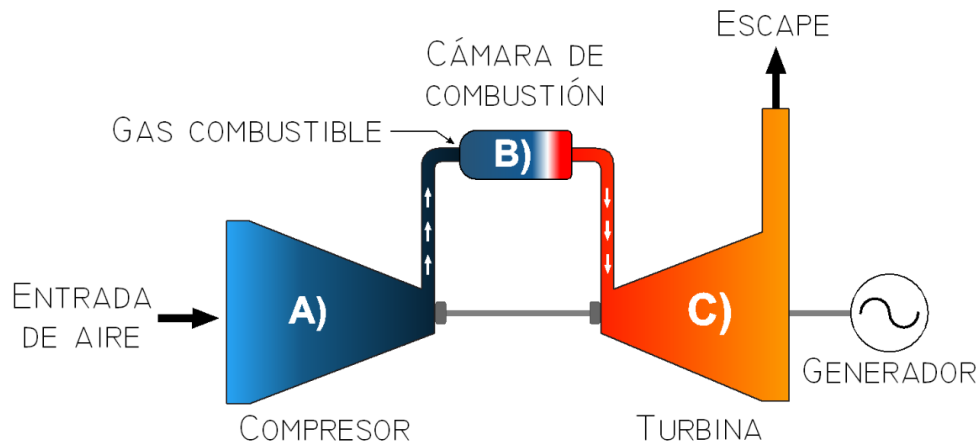 ESCAPE
CÁMARA DE
COMBUSTIÓN
GAS COMBUSTIBLE
B)
ENTRADA
DE AIRE
A)
C)
GENERADOR
COMPRESOR
TURBINA